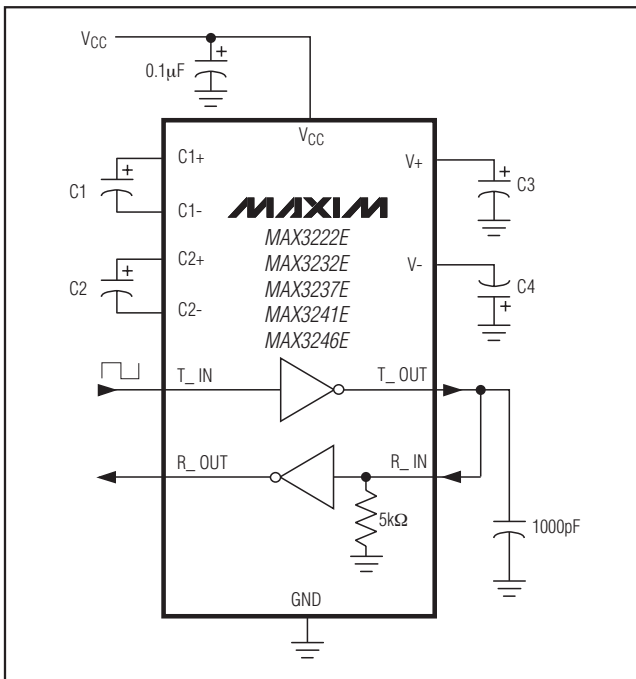 VCC
0.1µF
+
VCC
C1
+
C1+
C1-
C2
+
C2+
C2-
MAXIM
MAX3222E
MAX3232E
MAX3237E
MAX3241E
MAX3246E
V+
+
C3
V-
C4
+
T_ IN
T_ OUT
R_ OUT
R_ IN
5kΩ
1000pF
GND